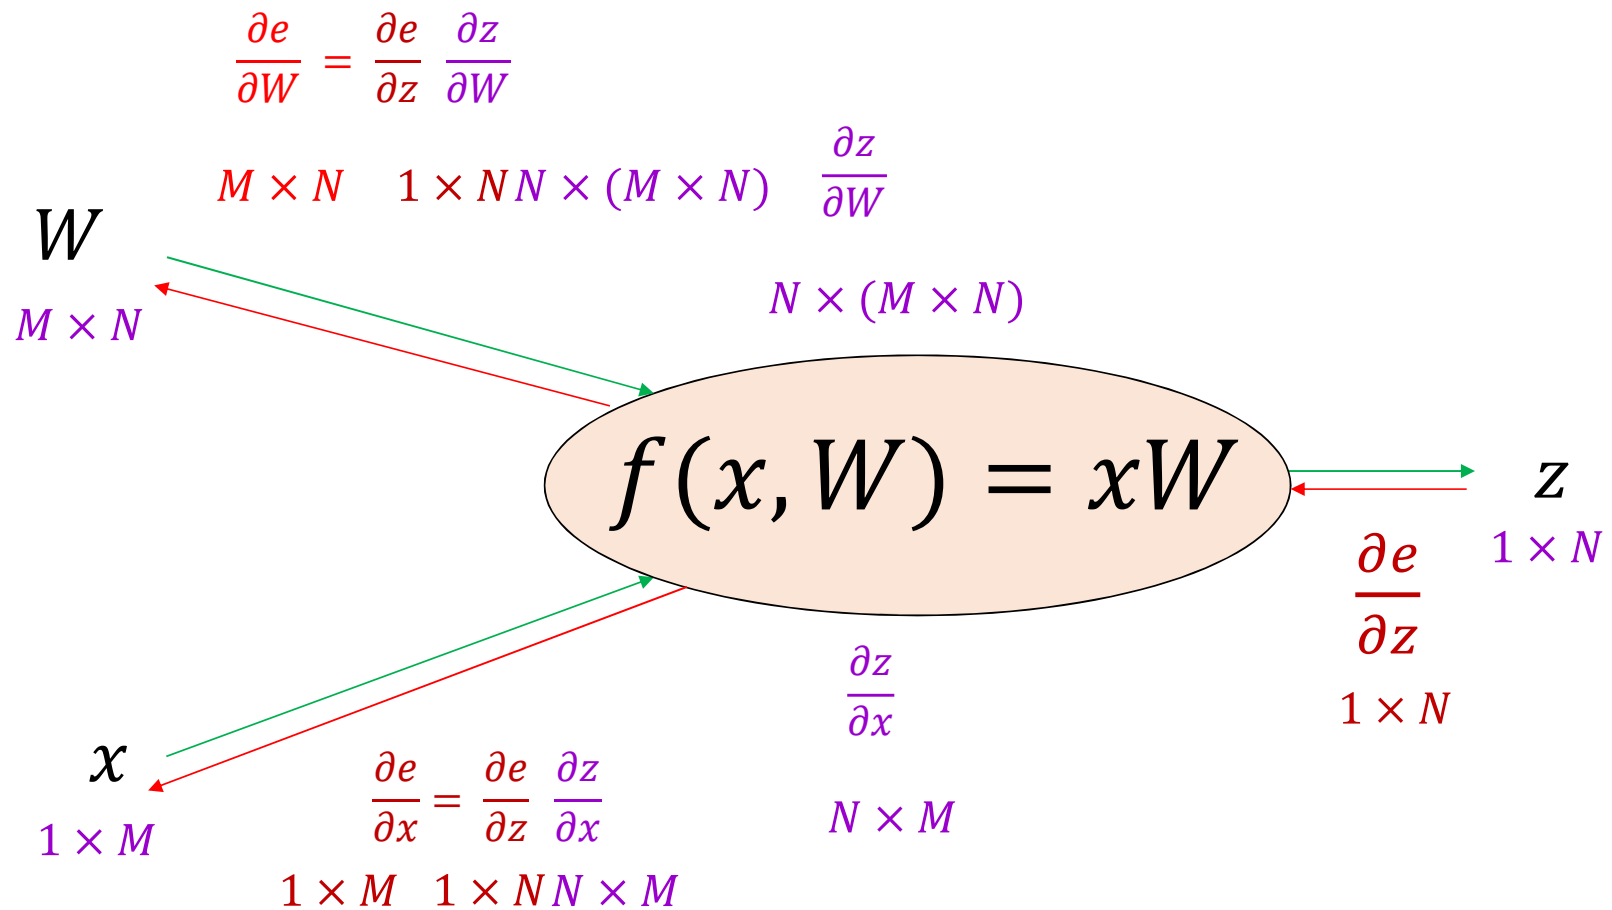 ∂e/∂W = ∂e/∂z ∂z/∂W
M × N 1 × N N × (M × N)
∂z/∂W
W
M × N
N × (M × N)
f(x, W) = xW
z
1 × N
∂e/∂z
1 × N
∂z/∂x
N × M
x
1 × M
∂e/∂x = ∂e/∂z ∂z/∂x
1 × M 1 × N N × M